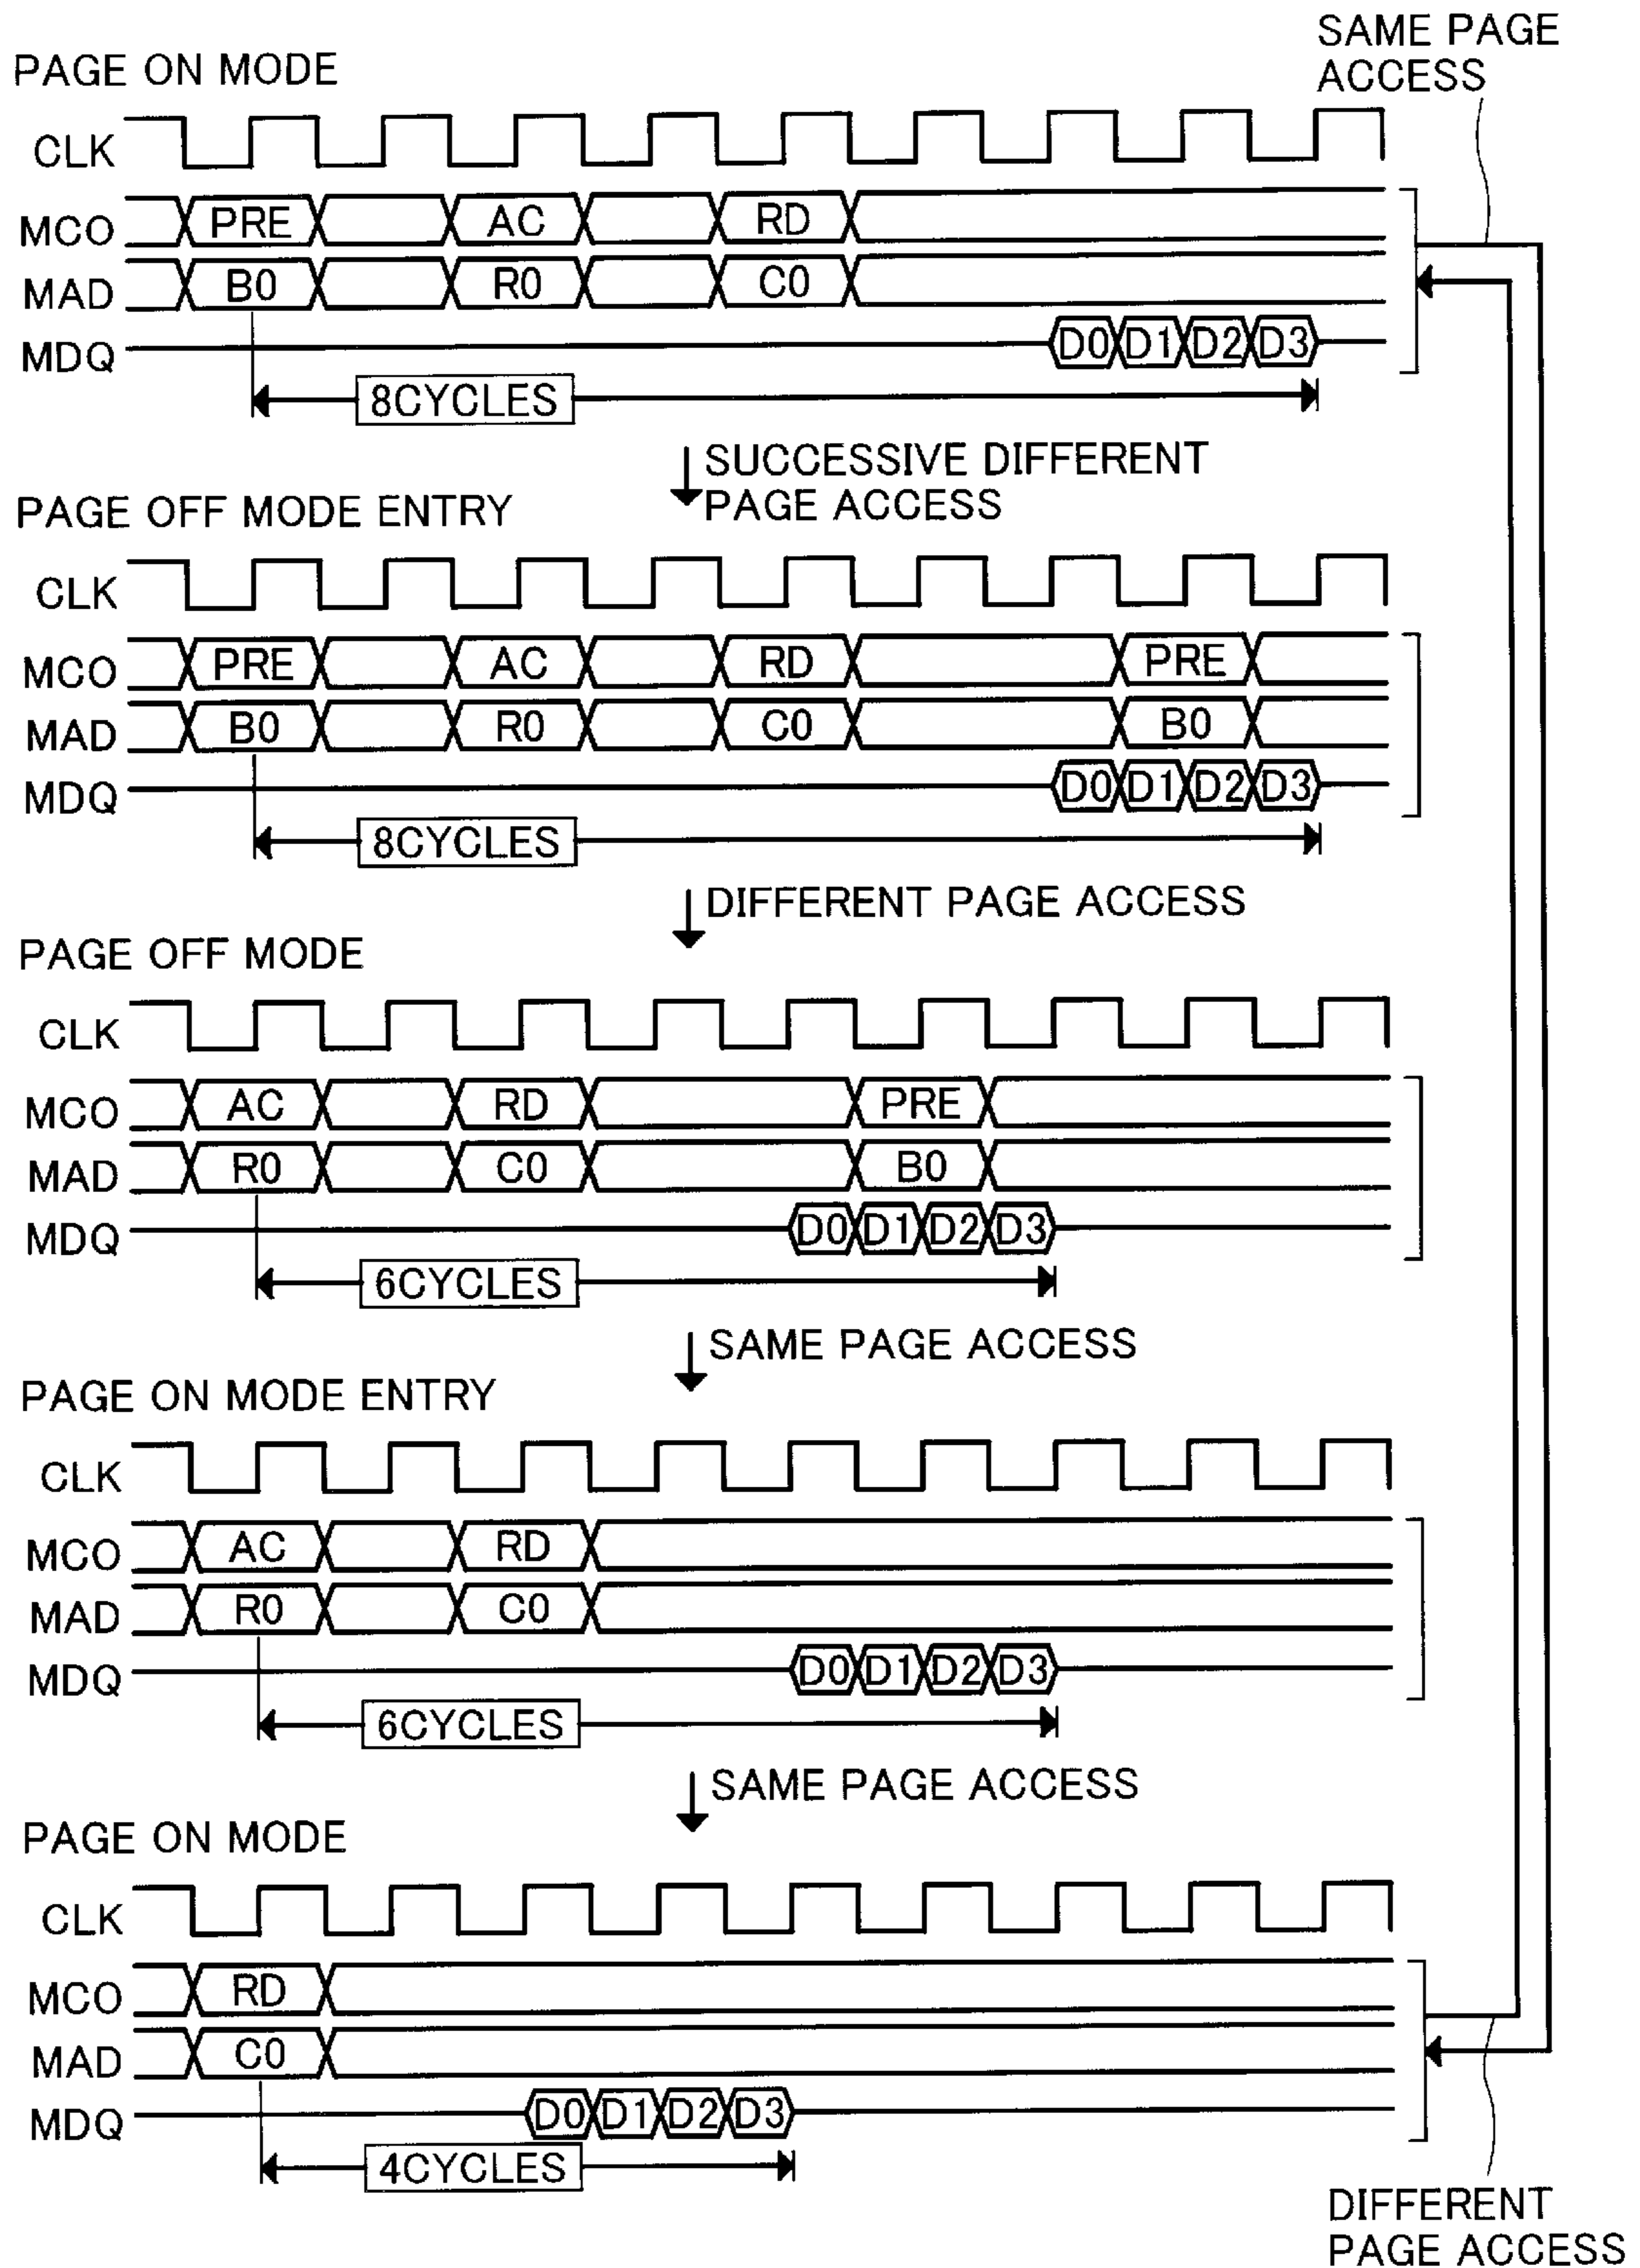 SAME PAGE
ACCESS
PAGE ON MODE
CLK
MCO PRE AC RD
MAD B0 R0 C0
MDQ D0 D1 D2 D3
8CYCLES
SUCCESSIVE DIFFERENT
PAGE ACCESS
PAGE OFF MODE ENTRY
CLK
MCO PRE AC RD PRE
MAD B0 R0 C0 B0
MDQ D0 D1 D2 D3
8CYCLES
DIFFERENT PAGE ACCESS
PAGE OFF MODE
CLK
MCO AC RD PRE
MAD R0 C0 B0
MDQ D0 D1 D2 D3
6CYCLES
SAME PAGE ACCESS
PAGE ON MODE ENTRY
CLK
MCO AC RD
MAD R0 C0
MDQ D0 D1 D2 D3
6CYCLES
SAME PAGE ACCESS
PAGE ON MODE
CLK
MCO RD
MAD C0
MDQ D0 D1 D2 D3
4CYCLES
DIFFERENT
PAGE ACCESS